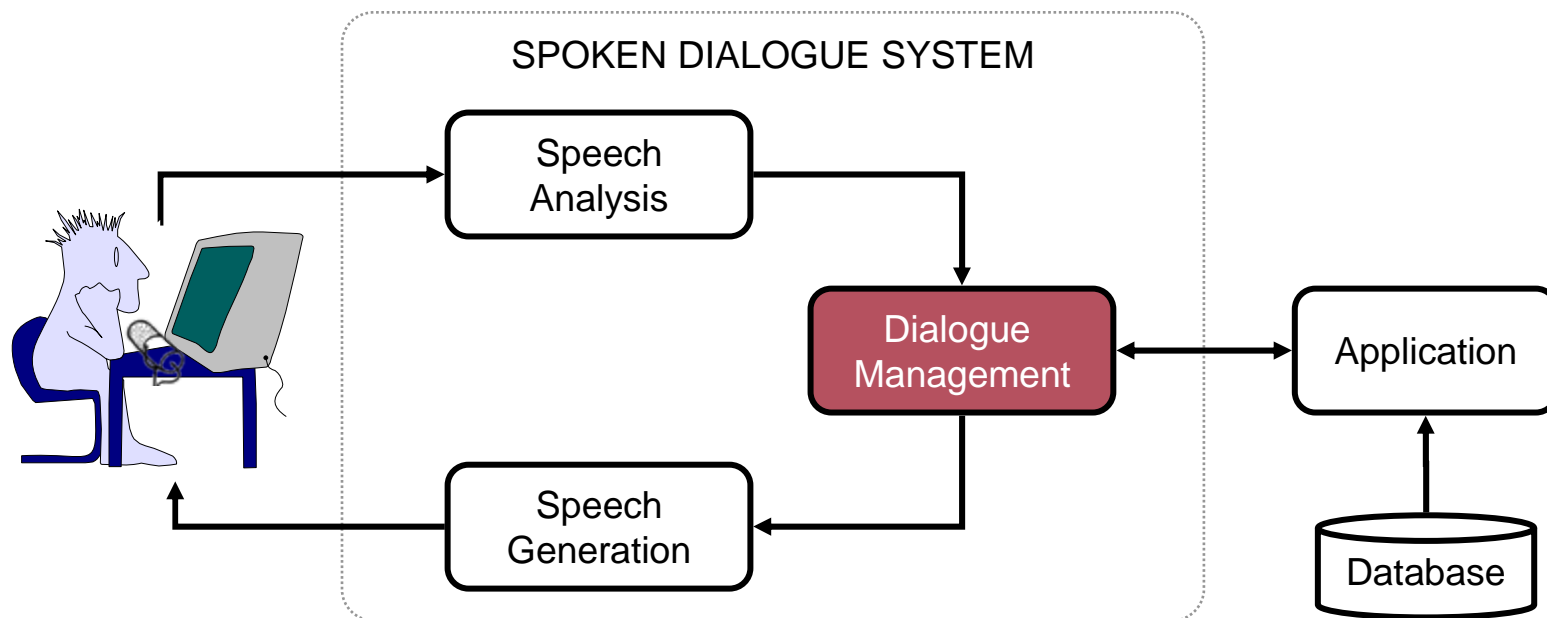 SPOKEN DIALOGUE SYSTEM
Speech
Analysis
Dialogue
Management
Application
Speech
Generation
Database